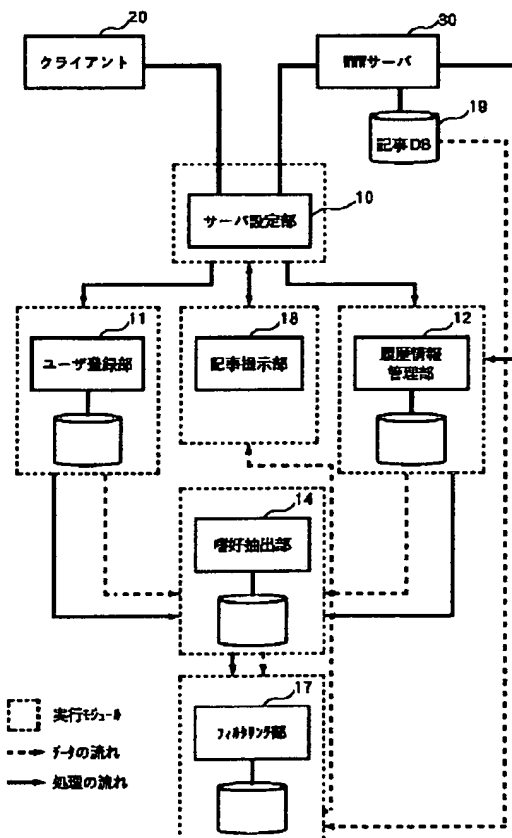 20
クライアント
30
WWWサーバ
19
記事DB
10
サーバ設定部
11
ユーザ登録部
18
記事提示部
12
履歴情報
管理部
14
嗜好抽出部
17
フィルタリング部
実行モジュール
データの流れ
処理の流れ